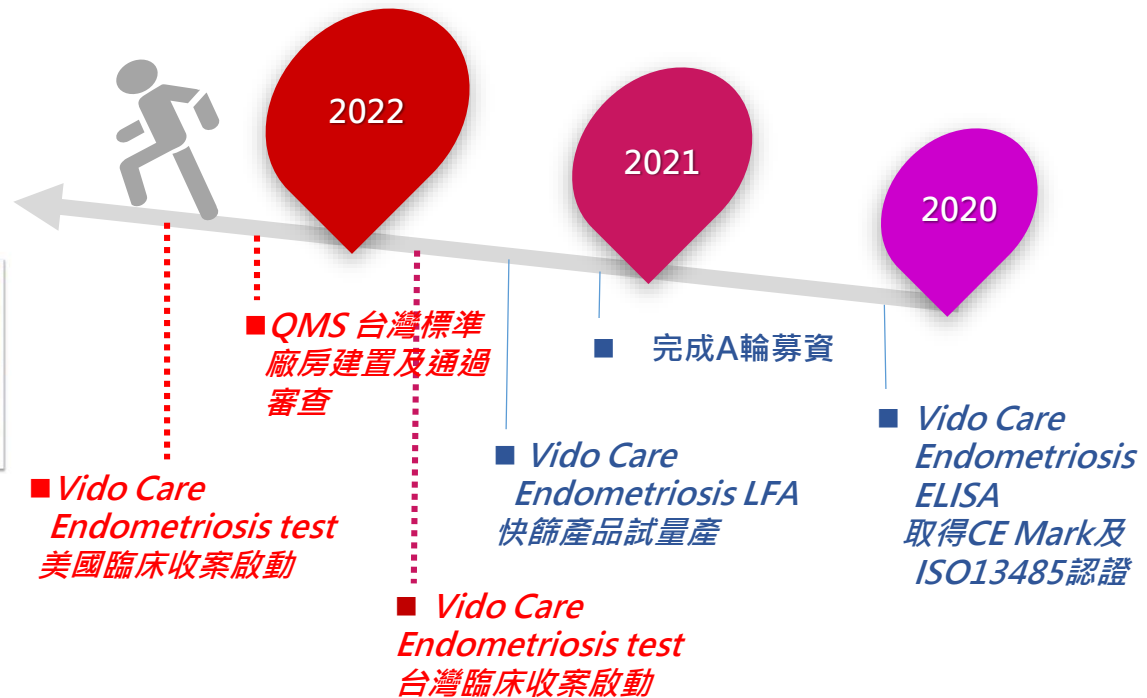 2022
2021
2020
■QMS 台灣標準
廠房建置及通過
審查
■ 完成A輪募資
■ Vido Care
Endometriosis
ELISA
取得CE Mark及
ISO13485認證
■ Vido Care
Endometriosis LFA
快篩產品試量產
■Vido Care
Endometriosis test
美國臨床收案啟動
■ Vido Care
Endometriosis test
台灣臨床收案啟動